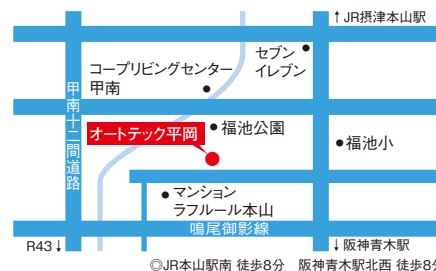 ↑JR摂津本山駅
セブン
イレブン
コープリビングセンター
甲南
甲南十二間道路
オートテック平岡
福池公園
福池小
マンション
ラフルール本山
鳴尾御影線
R43↓
↓阪神青木駅
◎JR本山駅南 徒歩8分　阪神青木駅北西 徒歩8分